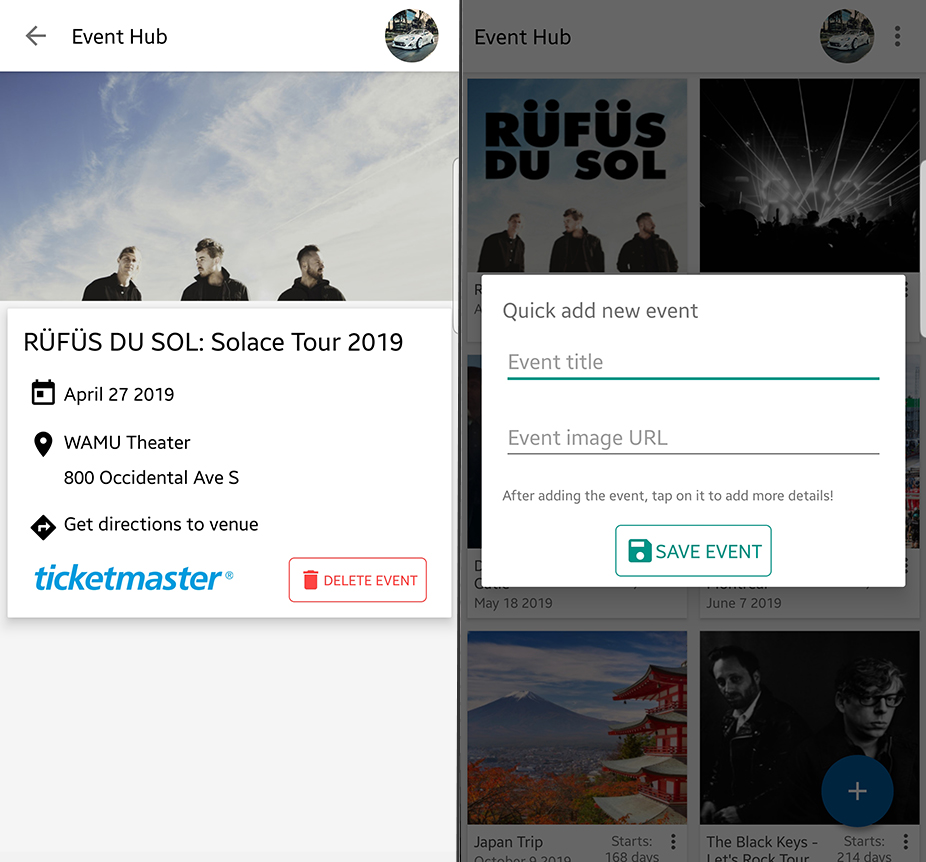 Event Hub
RÜFÜS DU SOL: Solace Tour 2019
April 27 2019
WAMU Theater
800 Occidental Ave S
Get directions to venue
ticketmaster®
DELETE EVENT
Event Hub
RÜFÜS
DU SOL
Quick add new event
Event title
Event image URL
After adding the event, tap on it to add more details!
SAVE EVENT
May 18 2019
June 7 2019
Japan Trip
Starts:
October 9 2019
168 days
The Black Keys -
Starts:
Let's Rock Tour
214 days